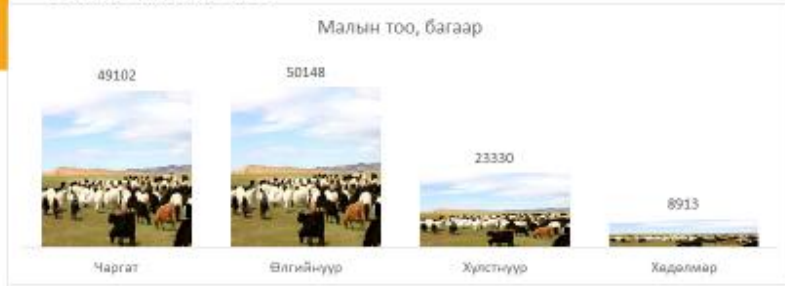 Малын тоо, багаар
49102
50148
23330
8913
Чаргат
Өлгийнуур
Хулстнуур
Хөдөлмөр